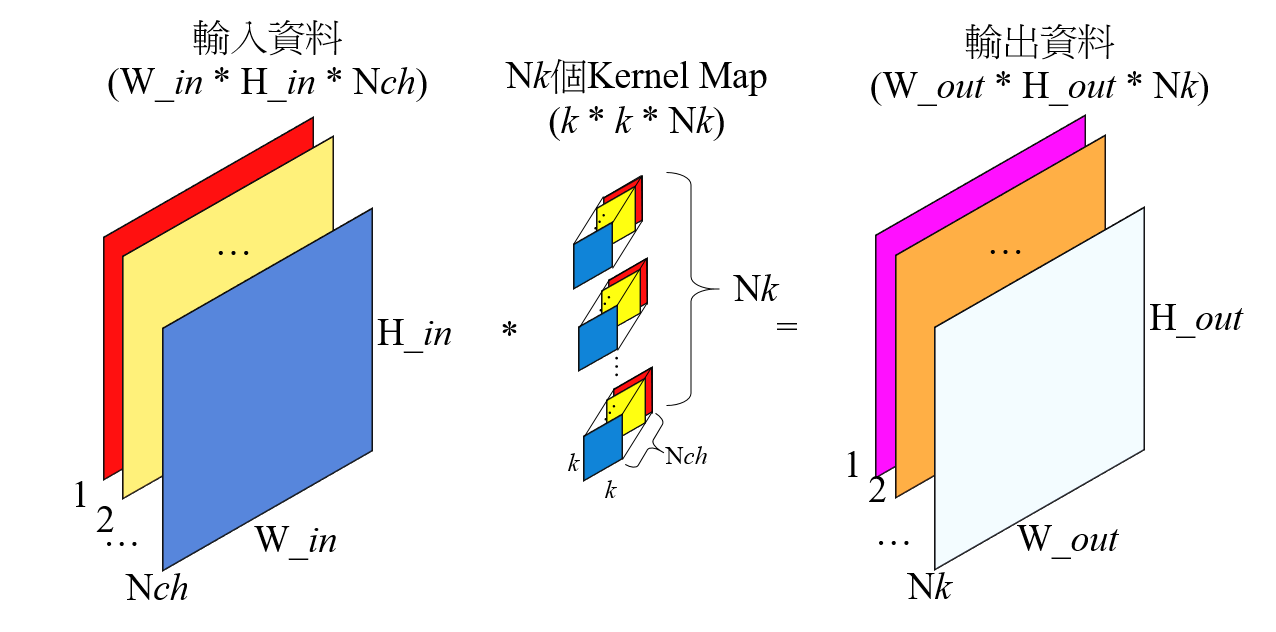 輸入資料
(W_in * H_in * Nch)
Nk個Kernel Map
(k * k * Nk)
輸出資料
(W_out * H_out * Nk)
…
H_in
W_in
1
2
…
Nch
*
Nk
k
k
Nch
=
…
H_out
W_out
1
2
…
Nk